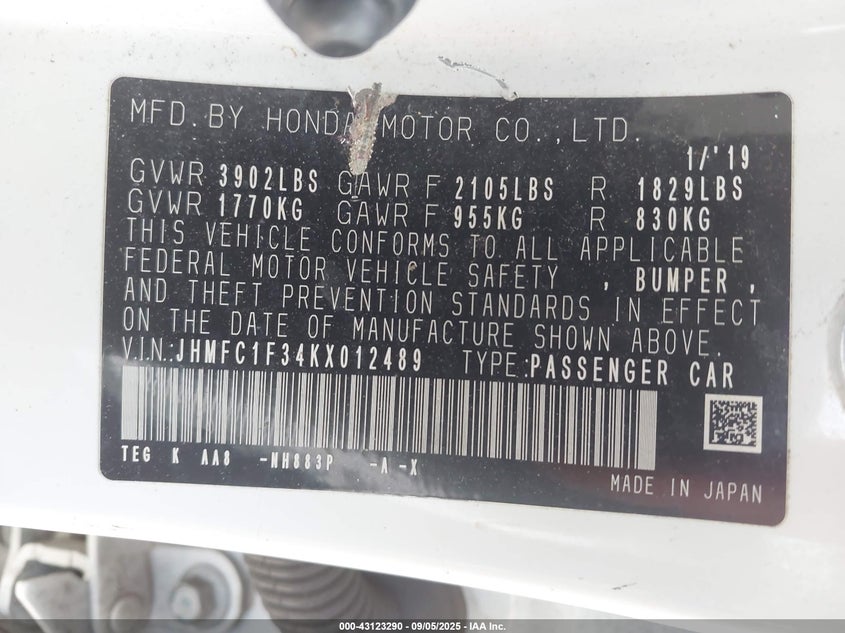 MFD. BY HONDA MOTOR CO., LTD.
1/'19
GVWR 3902LBS GAWR F 2105LBS R 1829LBS
GVWR 1770KG GAWR F 955KG R 830KG
THIS VEHICLE CONFORMS TO ALL APPLICABLE
FEDERAL MOTOR VEHICLE SAFETY , BUMPER ,
AND THEFT PREVENTION STANDARDS IN EFFECT
ON THE DATE OF MANUFACTURE SHOWN ABOVE.
V.I.N.:JHMFC1F34KX012489 TYPE:PASSENGER CAR
TEG K AA8 -NH883P -A -X
MADE IN JAPAN
000-43123290 - 09/05/2025 - © IAA, Inc.